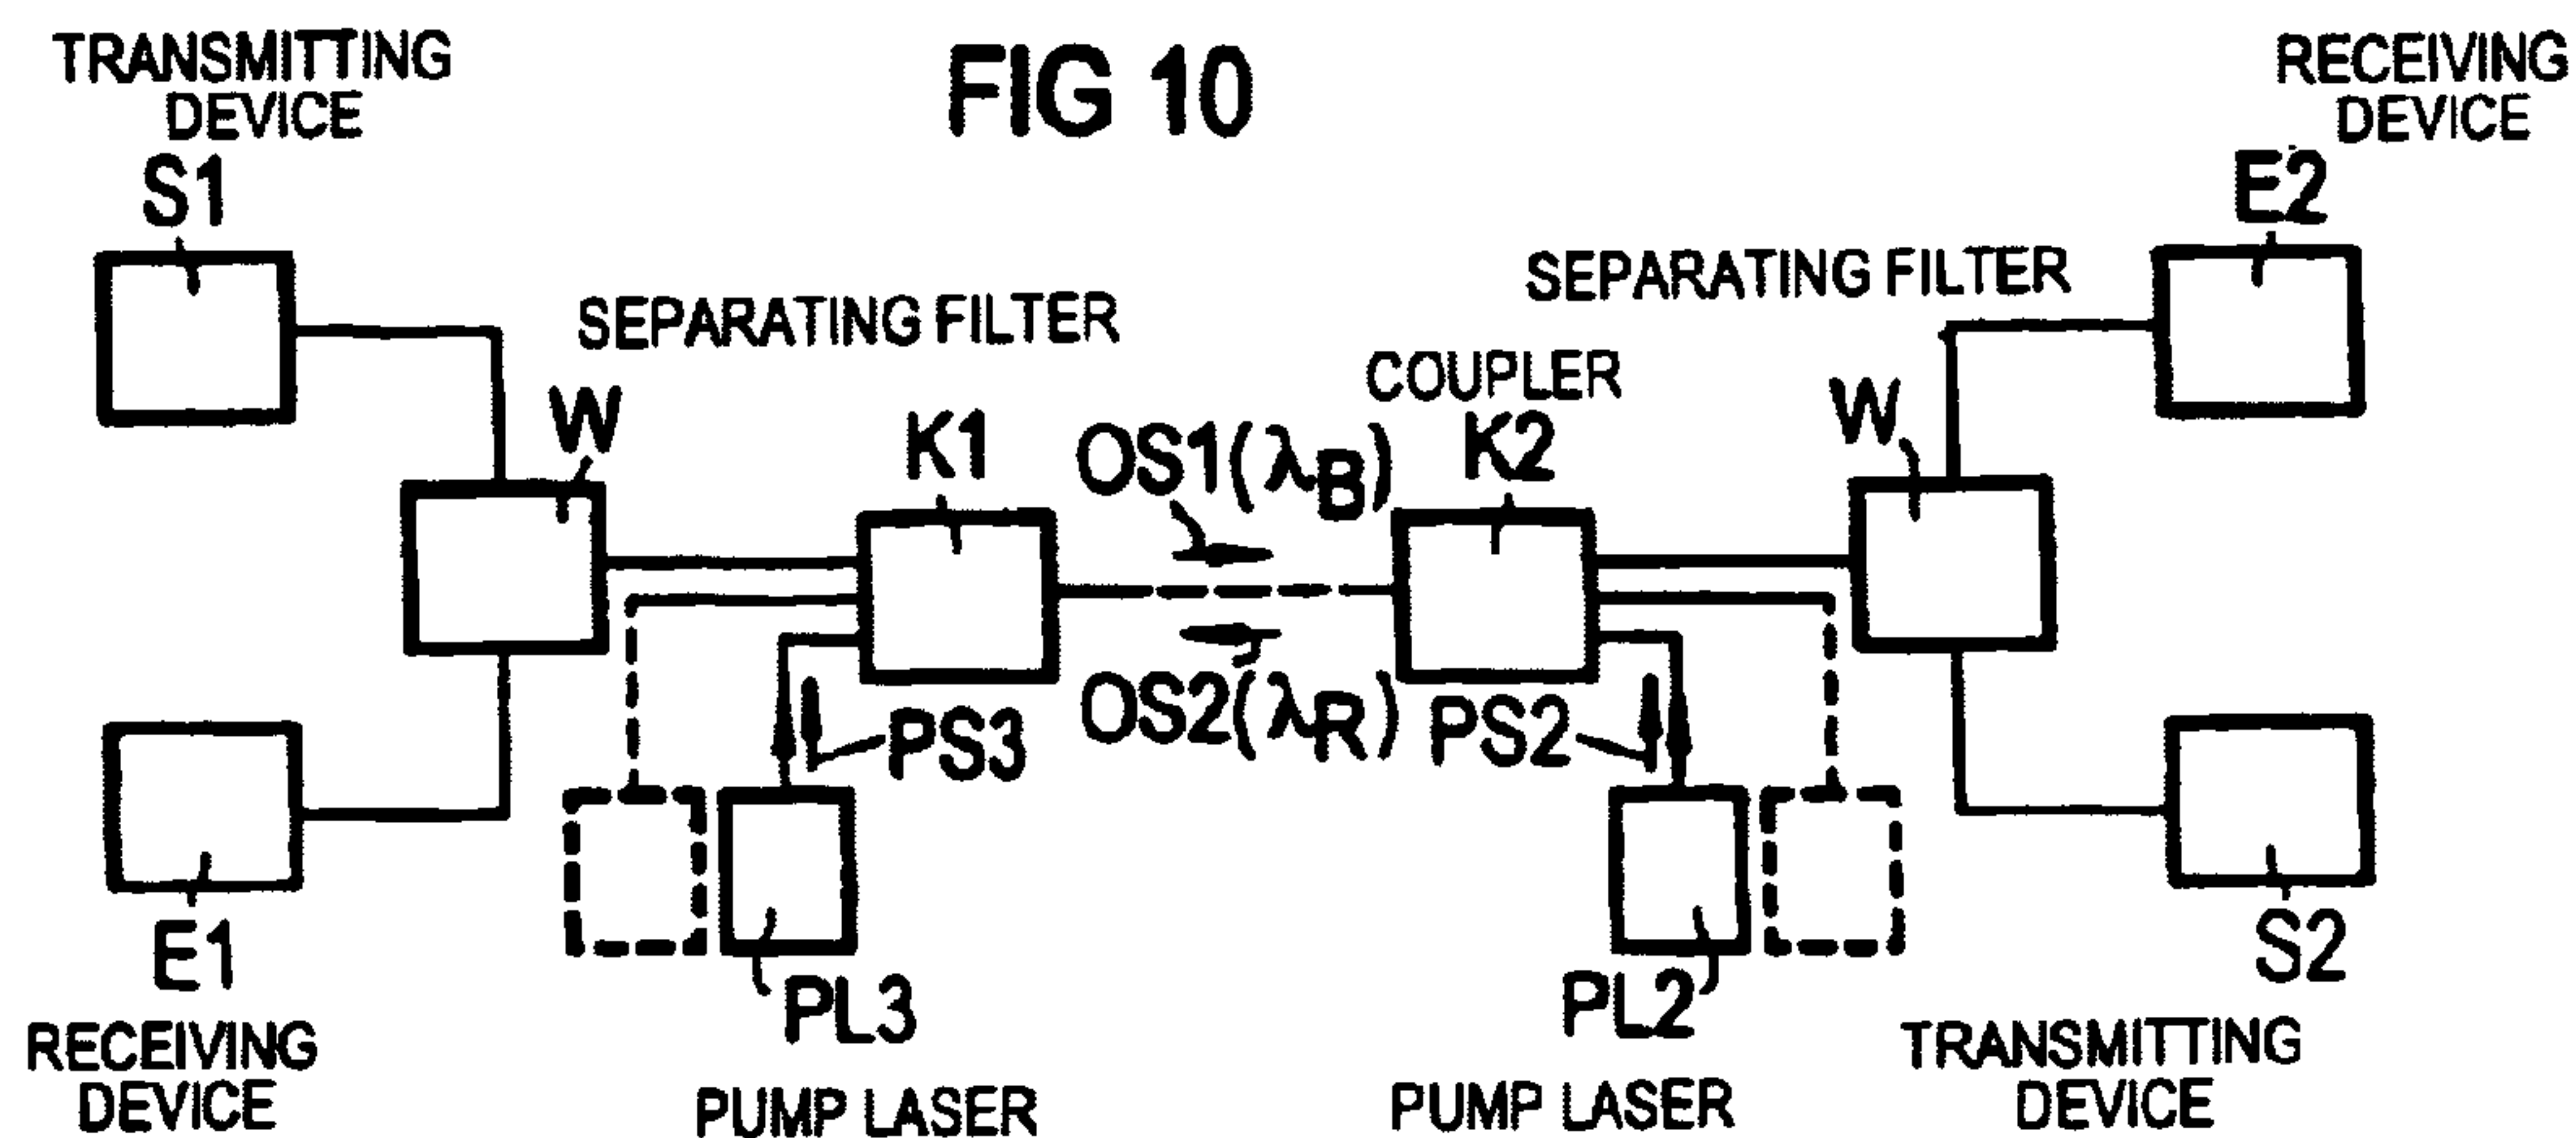 FIG 10
TRANSMITTING
DEVICE
S1
RECEIVING
DEVICE
E2
SEPARATING FILTER
W
K1
OS1(λB)
COUPLER
K2
SEPARATING FILTER
W
OS2(λR)
PS3
PS2
E1
RECEIVING
DEVICE
PL3
PUMP LASER
PL2
PUMP LASER
S2
TRANSMITTING
DEVICE